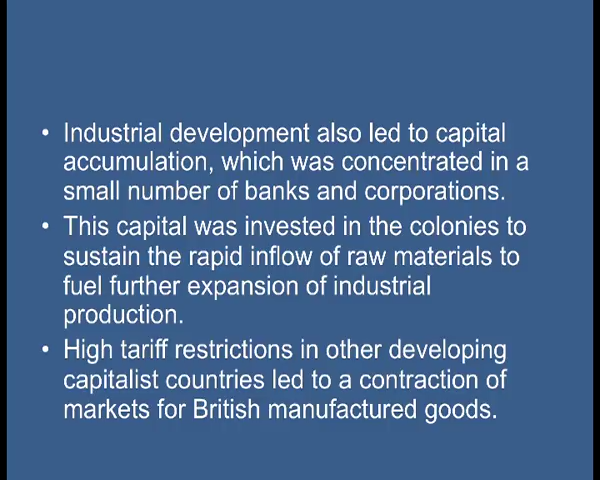 • Industrial development also led to capital
accumulation, which was concentrated in a
small number of banks and corporations.
• This capital was invested in the colonies to
sustain the rapid inflow of raw materials to
fuel further expansion of industrial
production.
• High tariff restrictions in other developing
capitalist countries led to a contraction of
markets for British manufactured goods.